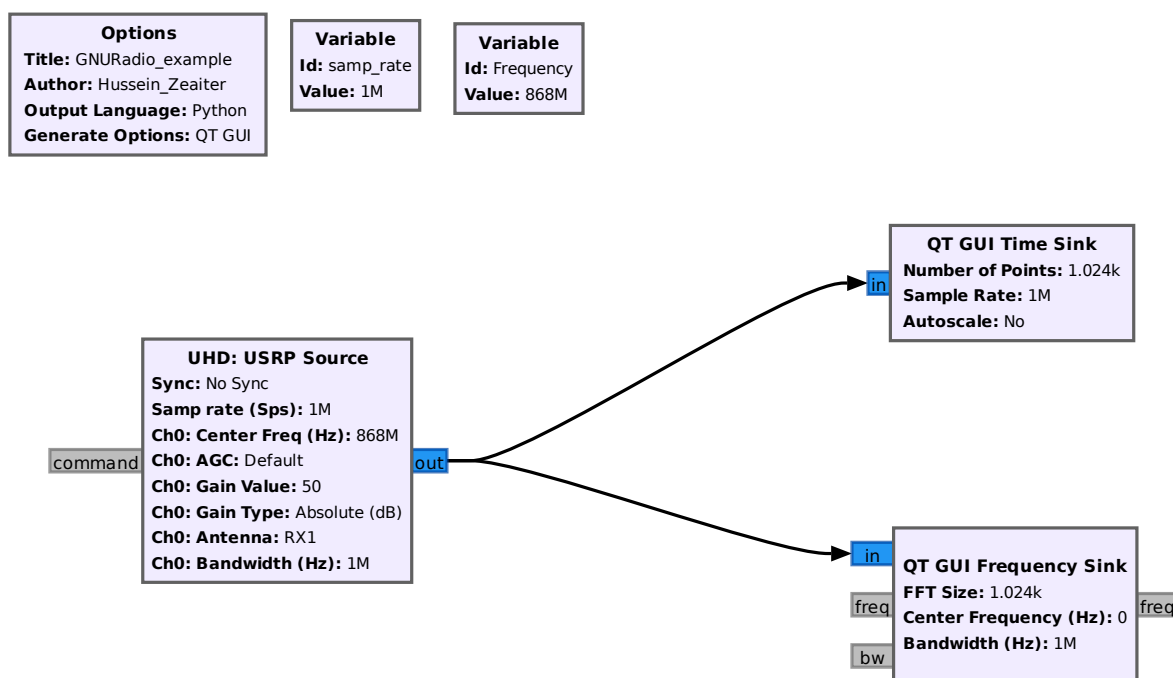 Options
Title: GNURadio_example
Author: Hussein_Zeaiter
Output Language: Python
Generate Options: QT GUI
Variable
Id: samp_rate
Value: 1M
Variable
Id: Frequency
Value: 868M
QT GUI Time Sink
Number of Points: 1.024k
Sample Rate: 1M
Autoscale: No
in
UHD: USRP Source
Sync: No Sync
Samp rate (Sps): 1M
Ch0: Center Freq (Hz): 868M
Ch0: AGC: Default
Ch0: Gain Value: 50
Ch0: Gain Type: Absolute (dB)
Ch0: Antenna: RX1
Ch0: Bandwidth (Hz): 1M
command
out
in
freq
bw
QT GUI Frequency Sink
FFT Size: 1.024k
Center Frequency (Hz): 0
Bandwidth (Hz): 1M
freq